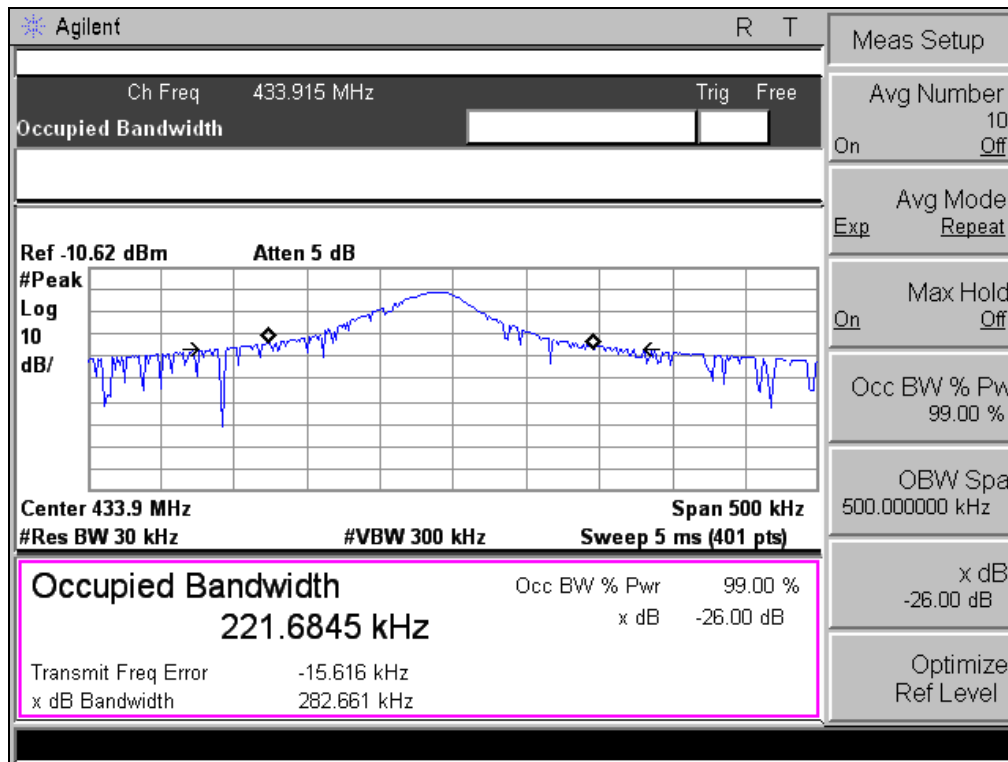 Agilent R T
Ch Freq 433.915 MHz Trig Free
Occupied Bandwidth
Ref -10.62 dBm Atten 5 dB
#Peak
Log
10
dB/
Center 433.9 MHz Span 500 kHz
#Res BW 30 kHz #VBW 300 kHz Sweep 5 ms (401 pts)
Occupied Bandwidth
221.6845 kHz
Occ BW % Pwr 99.00 %
x dB -26.00 dB
Transmit Freq Error -15.616 kHz
x dB Bandwidth 282.661 kHz
Meas Setup
Avg Number
10
On Off
Avg Mode
Exp Repeat
Max Hold
On Off
Occ BW % Pw
99.00 %
OBW Spa
500.000000 kHz
x dB
-26.00 dB
Optimize
Ref Level